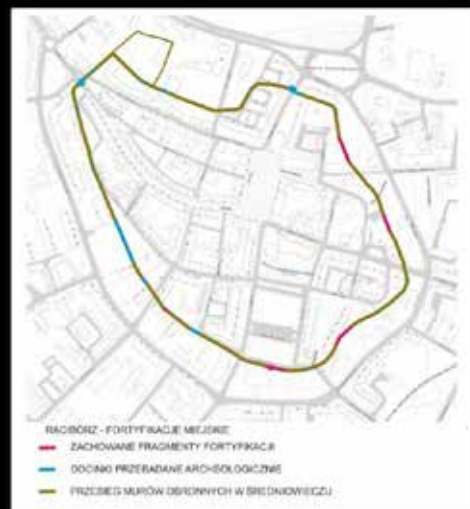 RACIBÓRZ - FORTYFIKACJE MIEJSKIE
ZACHOWANE FRAGMENTY FORTYFIKACJI
ODCINKI PRZEBADANE ARCHEOLOGICZNIE
PRZEBIEG MURÓW OBRONNYCH W ŚREDNIOWIECZU